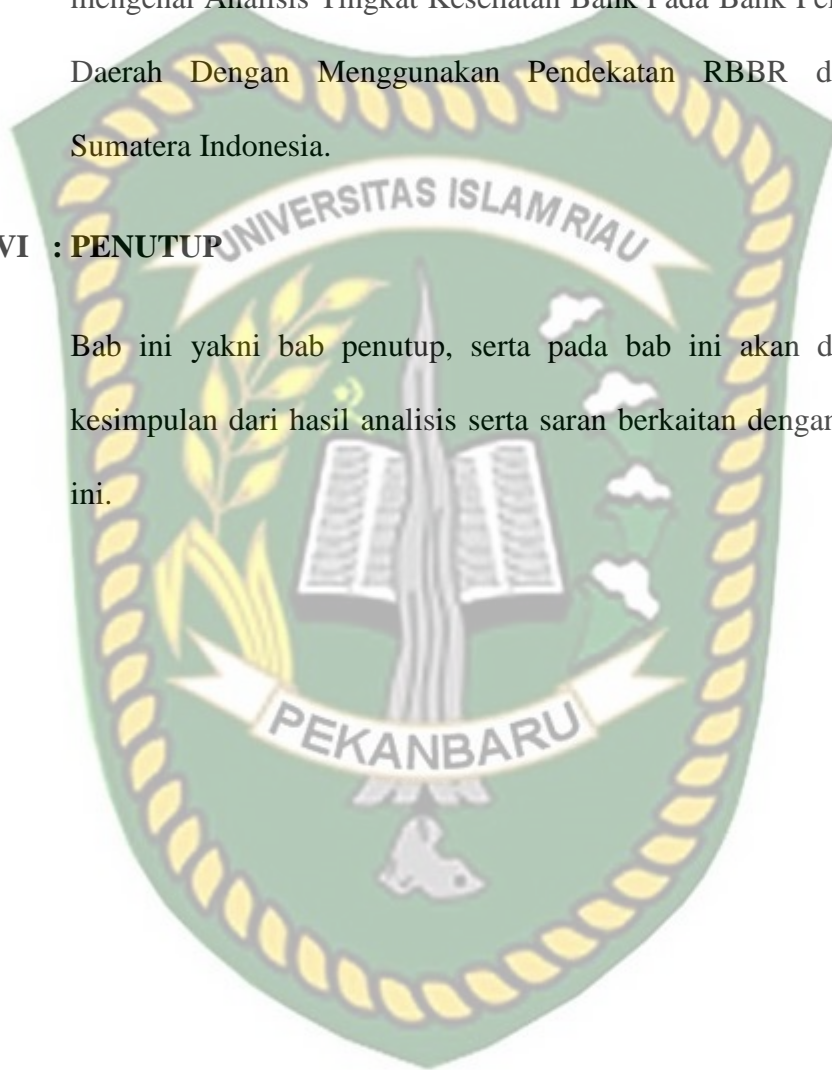 mengenai Analisis Tingkat Kesehatan Bank Pada Bank
Daerah Dengan Menggunakan Pendekatan RBBR
Sumatera Indonesia.
UNIVERSITAS ISLAM RIAU
VI : PENUTUP
Bab ini yakni bab penutup, serta pada bab ini akan
kesimpulan dari hasil analisis serta saran berkaitan
ini.
PEKANBARU